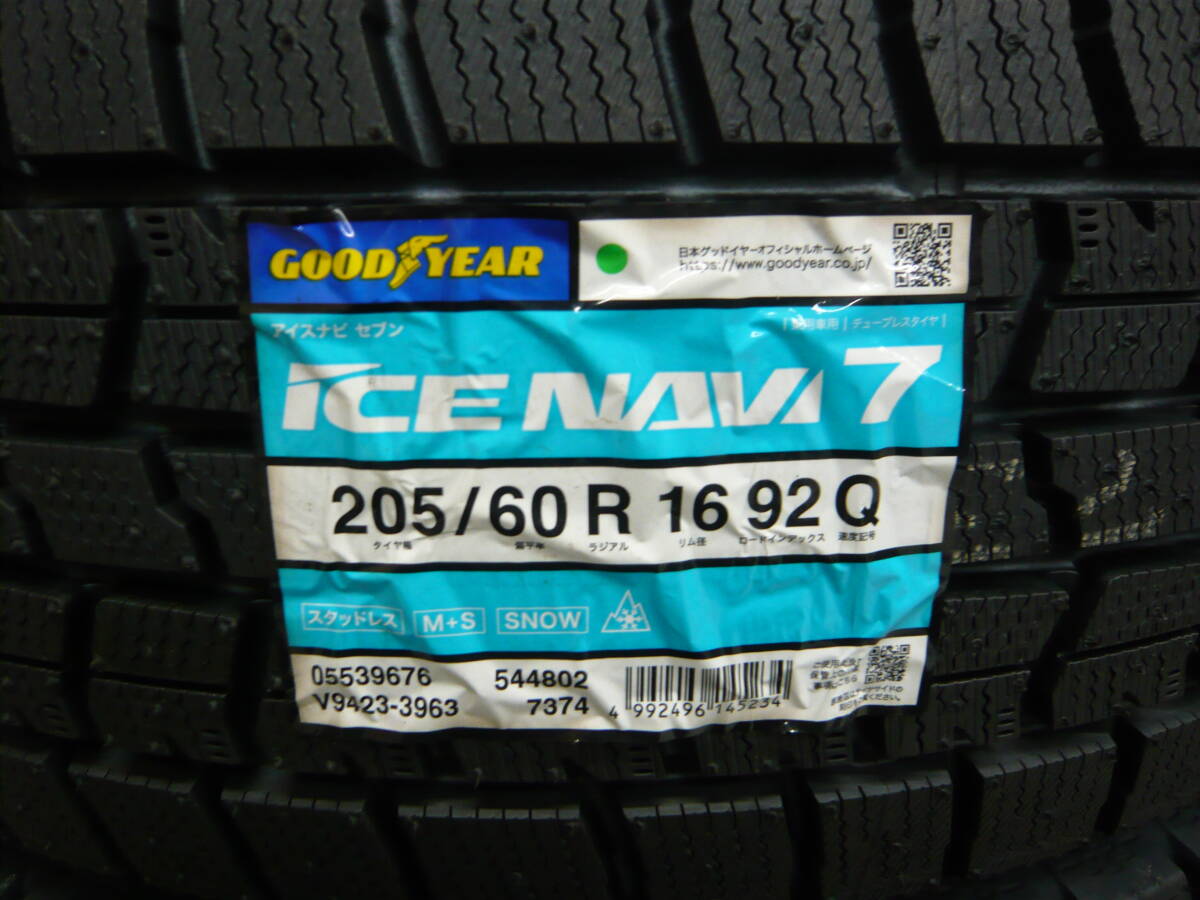 GOODYEAR
日本グッドイヤーオフィシャルホームページ
https://www.goodyear.co.jp/
アイスナビ セブン
乗用車用 | チューブレスタイヤ |
ICE NAVI 7
205/60 R 16 92 Q
タイヤ幅 扁平率 ラジアル リム径 ロードインデックス 速度記号
スタッドレス M+S SNOW
05539676 544802
V9423-3963 7374
4 992496 145234